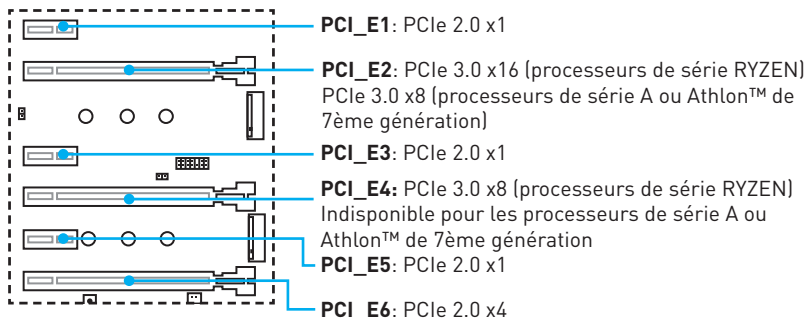 PCI_E1: PCIe 2.0 x1
PCI_E2: PCIe 3.0 x16 (processeurs de série RYZEN)
PCIe 3.0 x8 (processeurs de série A ou Athlon™ de
7ème génération)
PCI_E3: PCIe 2.0 x1
PCI_E4: PCIe 3.0 x8 (processeurs de série RYZEN)
Indisponible pour les processeurs de série A ou
Athlon™ de 7ème génération
PCI_E5: PCIe 2.0 x1
PCI_E6: PCIe 2.0 x4